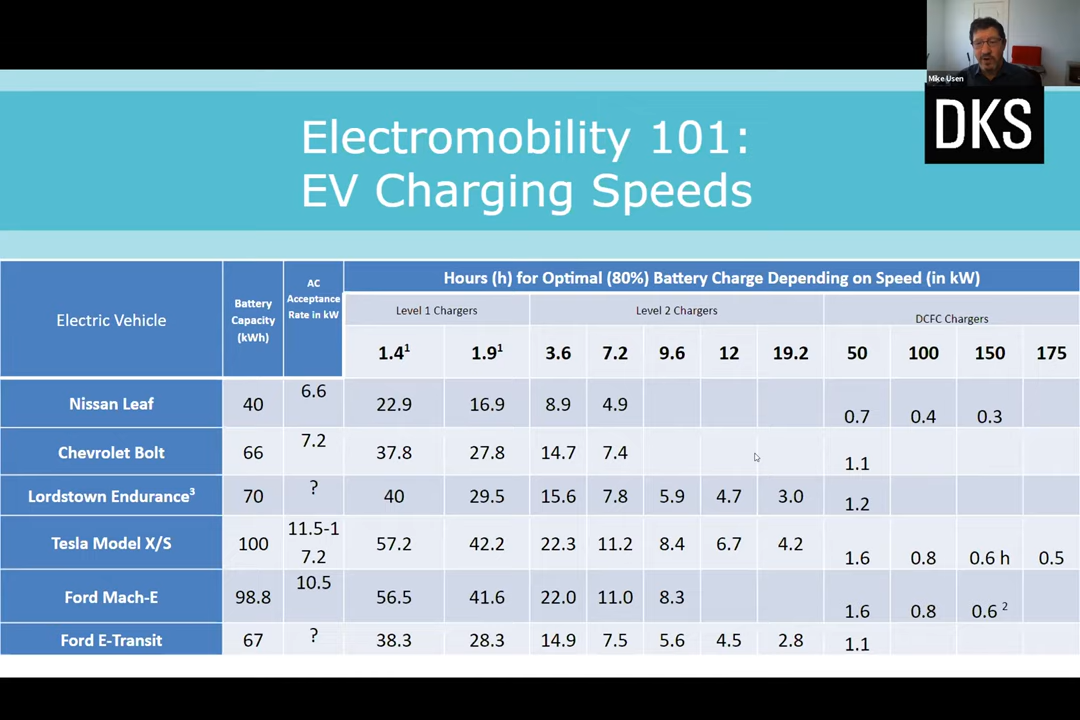 Mike Usen
DKS
Electromobility 101:
EV Charging Speeds
Electric Vehicle
Battery
Capacity
(kWh)
AC
Acceptance
Rate in kW
Hours (h) for Optimal (80%) Battery Charge Depending on Speed (in kW)
Level 1 Chargers Level 2 Chargers DCFC Chargers
1.4¹ 1.9¹ 3.6 7.2 9.6 12 19.2 50 100 150 175
Nissan Leaf 40 6.6 22.9 16.9 8.9 4.9 0.7 0.4 0.3
Chevrolet Bolt 66 7.2 37.8 27.8 14.7 7.4 1.1
Lordstown Endurance³ 70 ? 40 29.5 15.6 7.8 5.9 4.7 3.0 1.2
Tesla Model X/S 100 11.5-1
7.2 57.2 42.2 22.3 11.2 8.4 6.7 4.2 1.6 0.8 0.6 h 0.5
Ford Mach-E 98.8 10.5 56.5 41.6 22.0 11.0 8.3 1.6 0.8 0.6 ²
Ford E-Transit 67 ? 38.3 28.3 14.9 7.5 5.6 4.5 2.8 1.1